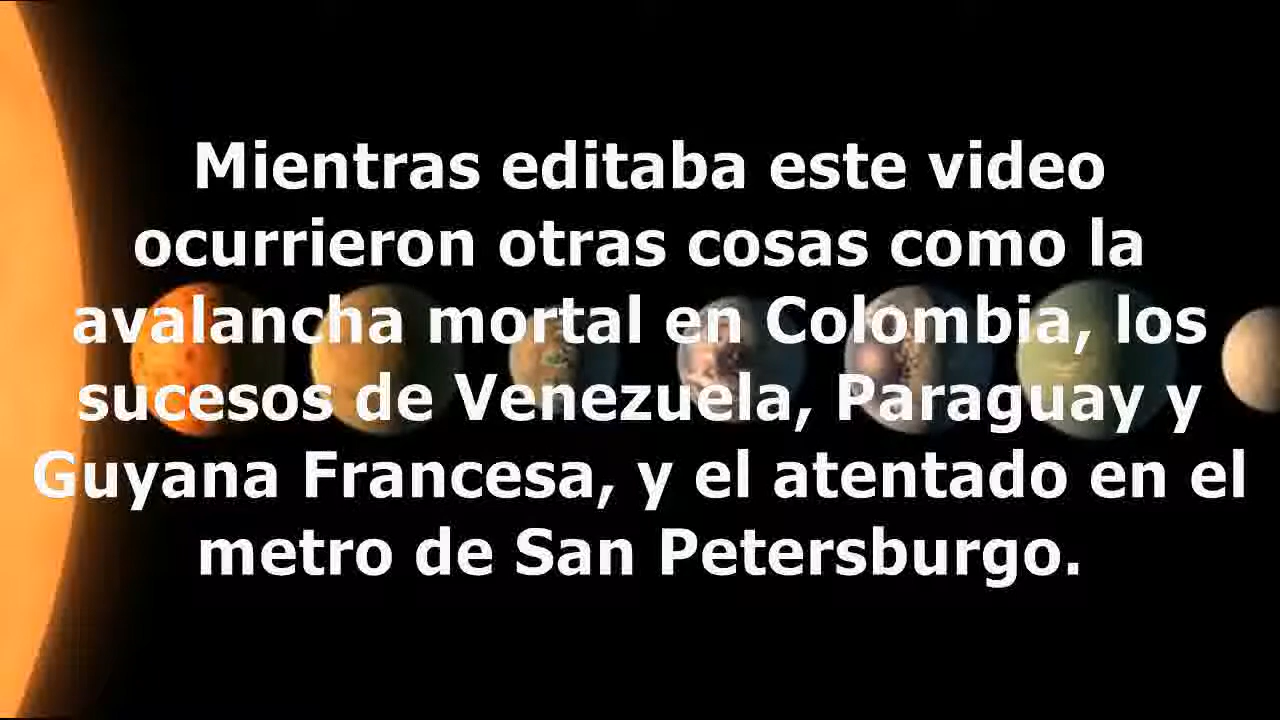 Mientras editaba este video
ocurrieron otras cosas como la
avalancha mortal en Colombia, los
sucesos de Venezuela, Paraguay y
Guyana Francesa, y el atentado en el
metro de San Petersburgo.